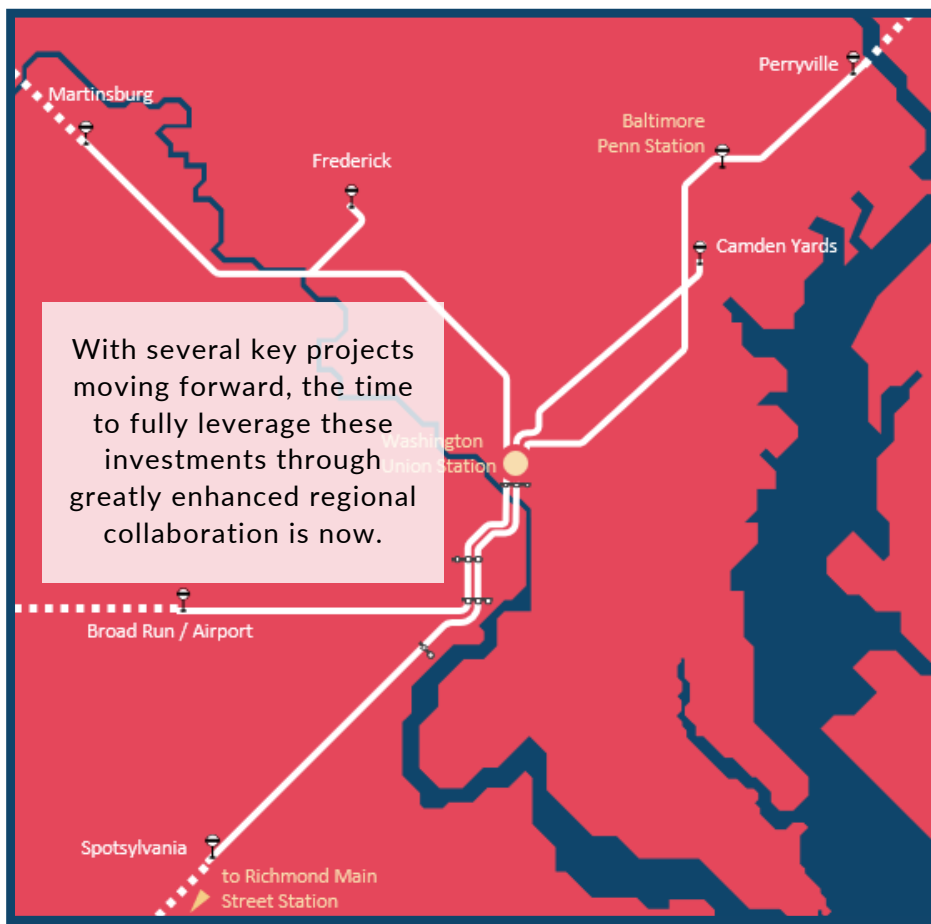 Perryville
Martinsburg
Baltimore
Penn Station
Frederick
Camden Yards
With several key projects
moving forward, the time
to fully leverage these
investments through
greatly enhanced regional
collaboration is now.
Washington
Union Station
Broad Run / Airport
Spotsylvania
to Richmond Main
Street Station